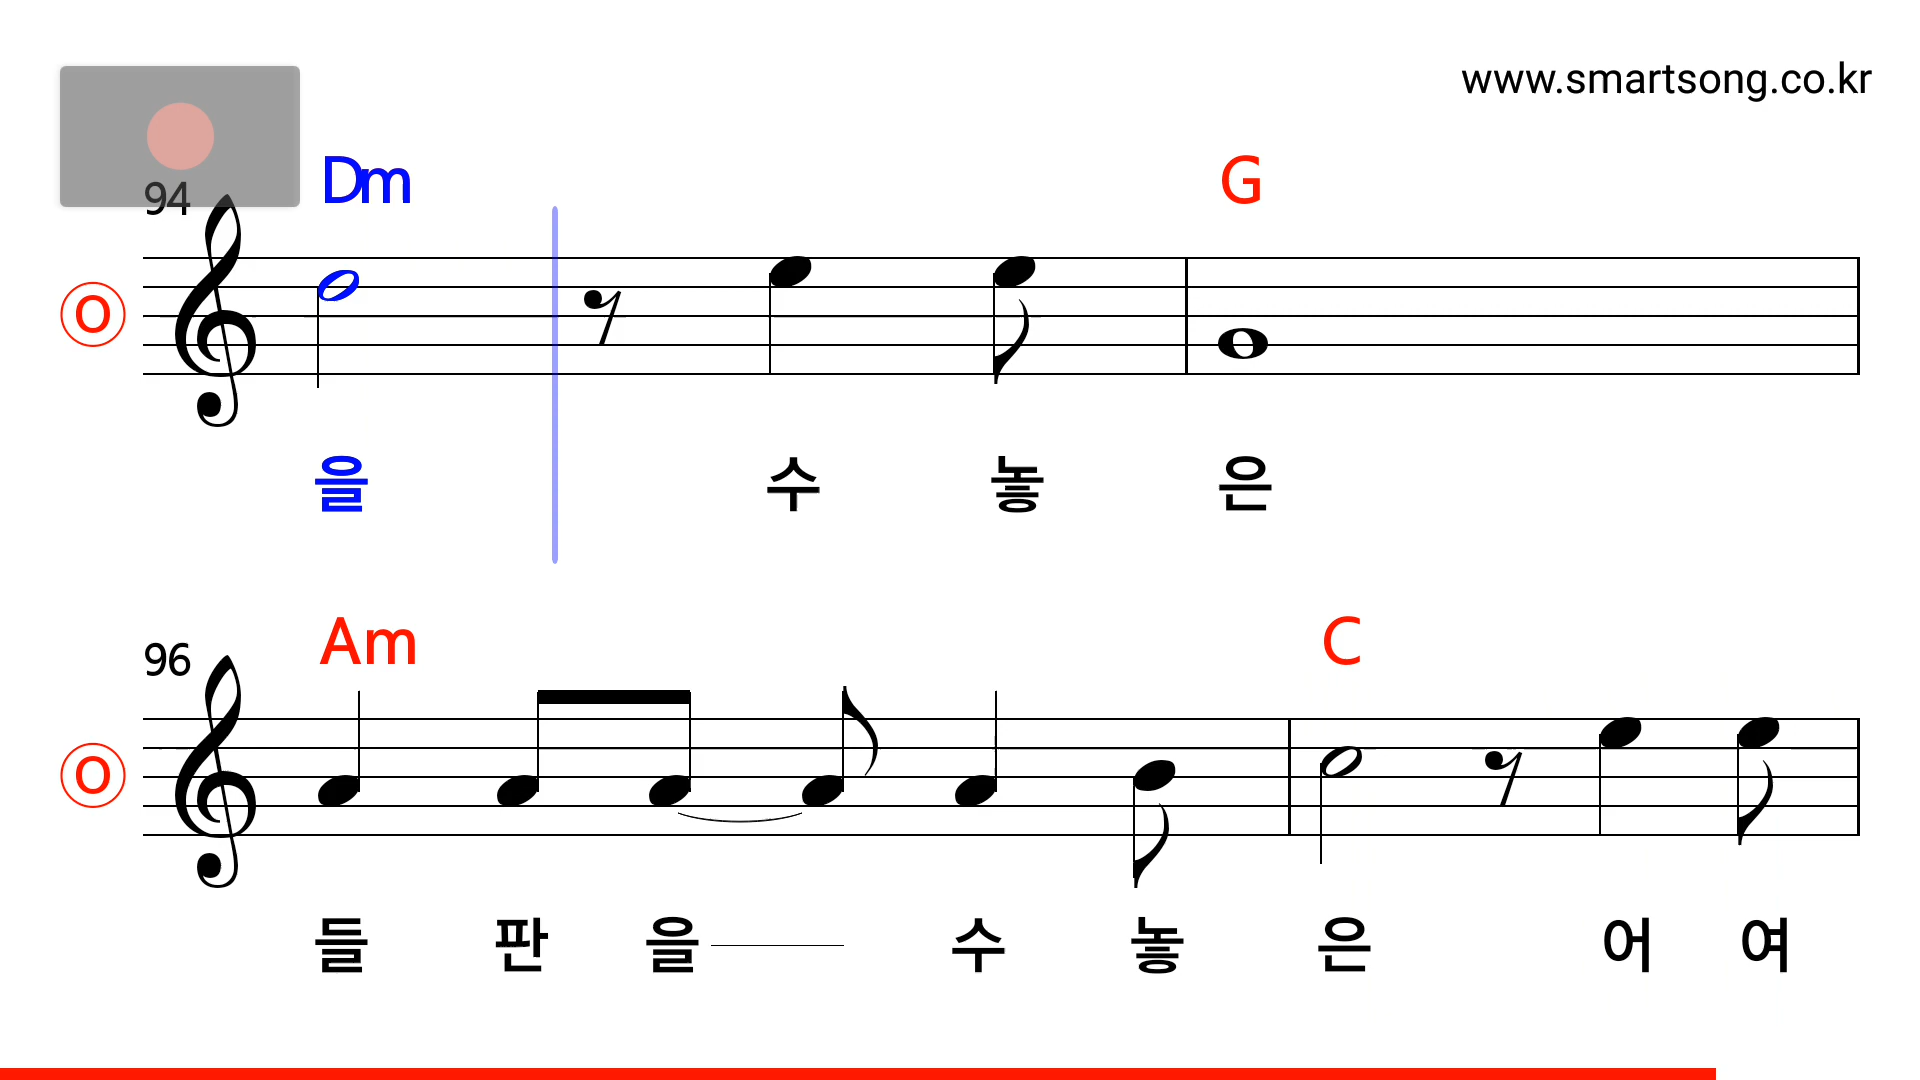 www.smartsong.co.kr
94 Dm G
O
을 수 놓 은
96 Am C
O
들 판 을 수 놓 은 어 여